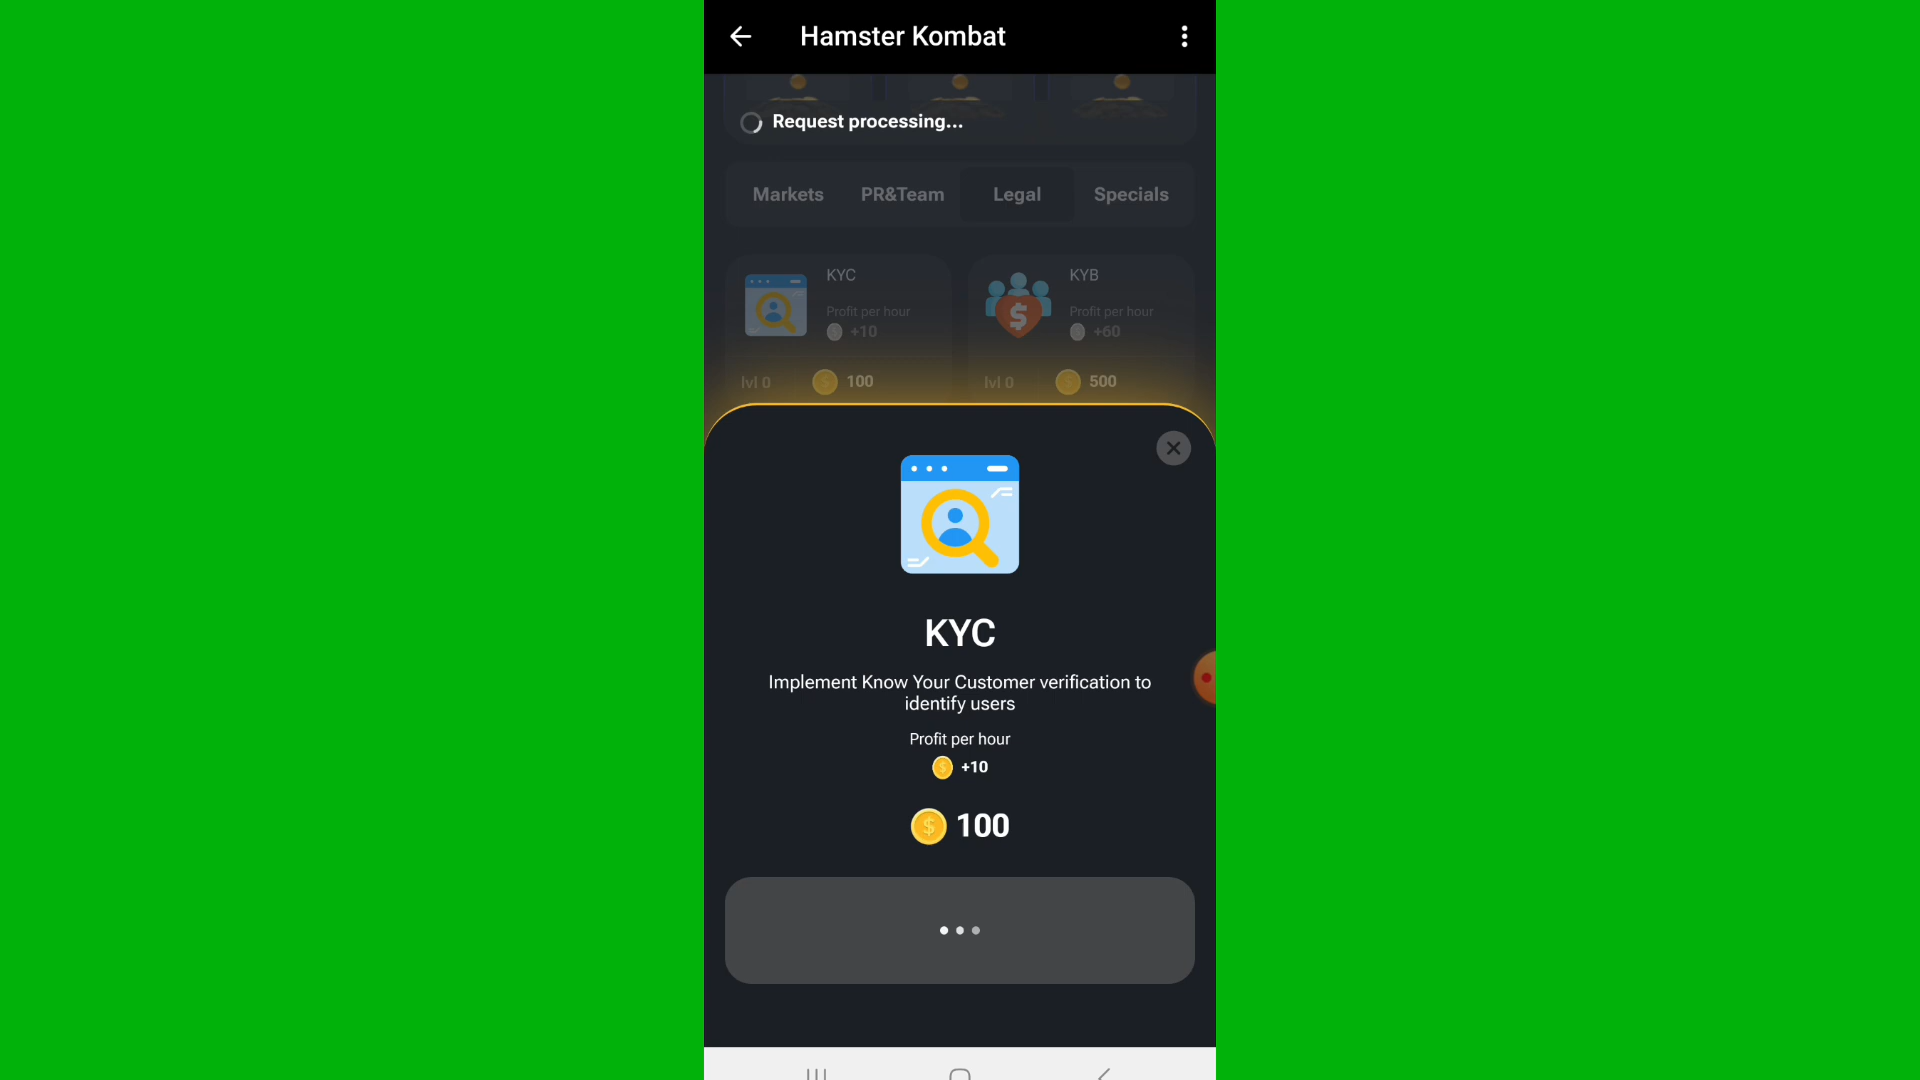 Hamster Kombat
Request processing...
Markets PR&Team Legal Specials
KYC
Profit per hour
+10
lvl 0 100
KYB
Profit per hour
+60
lvl 0 500
KYC
Implement Know Your Customer verification to
identify users
Profit per hour
+10
100